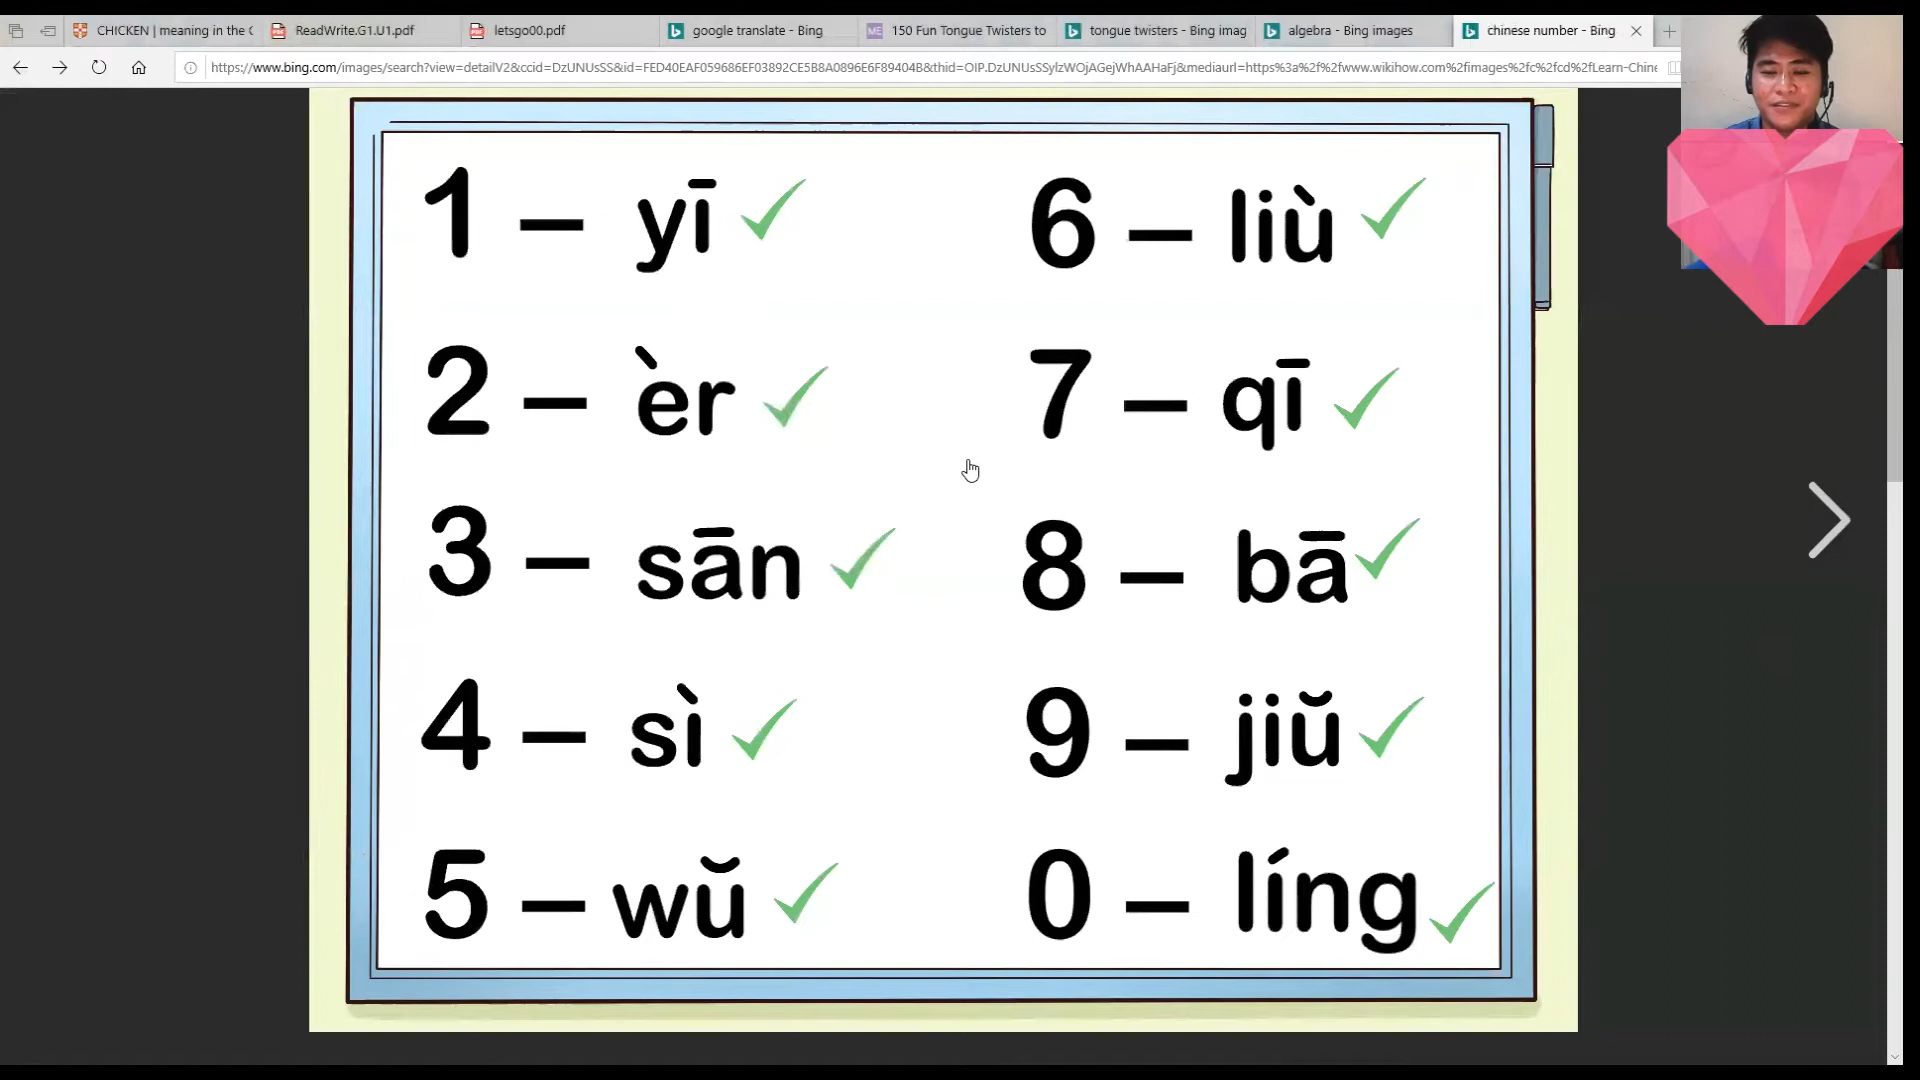 CHICKEN | meaning in the C
ReadWrite.G1.U1.pdf
letsgo00.pdf
google translate - Bing
ME 150 Fun Tongue Twisters to
tongue twisters - Bing imag
algebra - Bing images
chinese number - Bing
https://www.bing.com/images/search?view=detailV2&ccid=DzUNUsSS&id=FED40EAF059686EF03892CE5B8A0896E6F89404B&thid=OIP.DzUNUsSSylzWOjAGejWhAAHaFj&mediaurl=https%3a%2f%2fwww.wikihow.com%2fimages%2fc%2fcd%2fLearn-Chine
1 – yī
2 – èr
3 – sān
4 – sì
5 – wŭ
6 – liù
7 – qī
8 – bā
9 – jiŭ
0 – líng